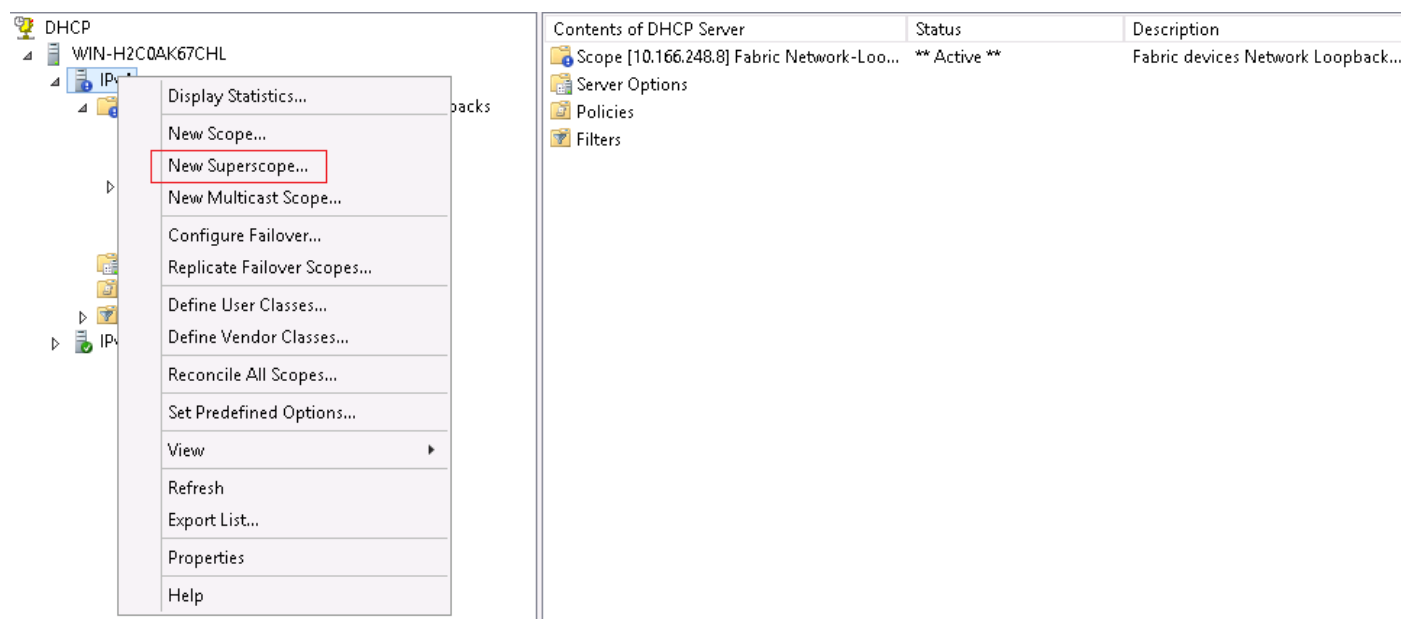 DHCP
WIN-H2C0AK67CHL
IPv4
backs
IPv
Display Statistics...
New Scope...
New Superscope...
New Multicast Scope...
Configure Failover...
Replicate Failover Scopes...
Define User Classes...
Define Vendor Classes...
Reconcile All Scopes...
Set Predefined Options...
View
Refresh
Export List...
Properties
Help
Contents of DHCP Server Status Description
Scope [10.166.248.8] Fabric Network-Loo... ** Active ** Fabric devices Network Loopback...
Server Options
Policies
Filters